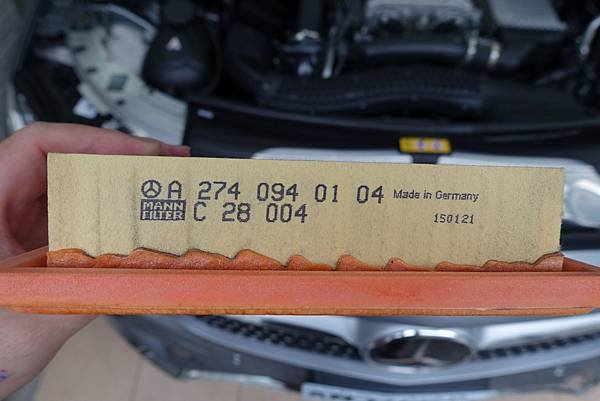 A 274 094 01 04 Made in Germany
MANN FILTER C 28 004
150121